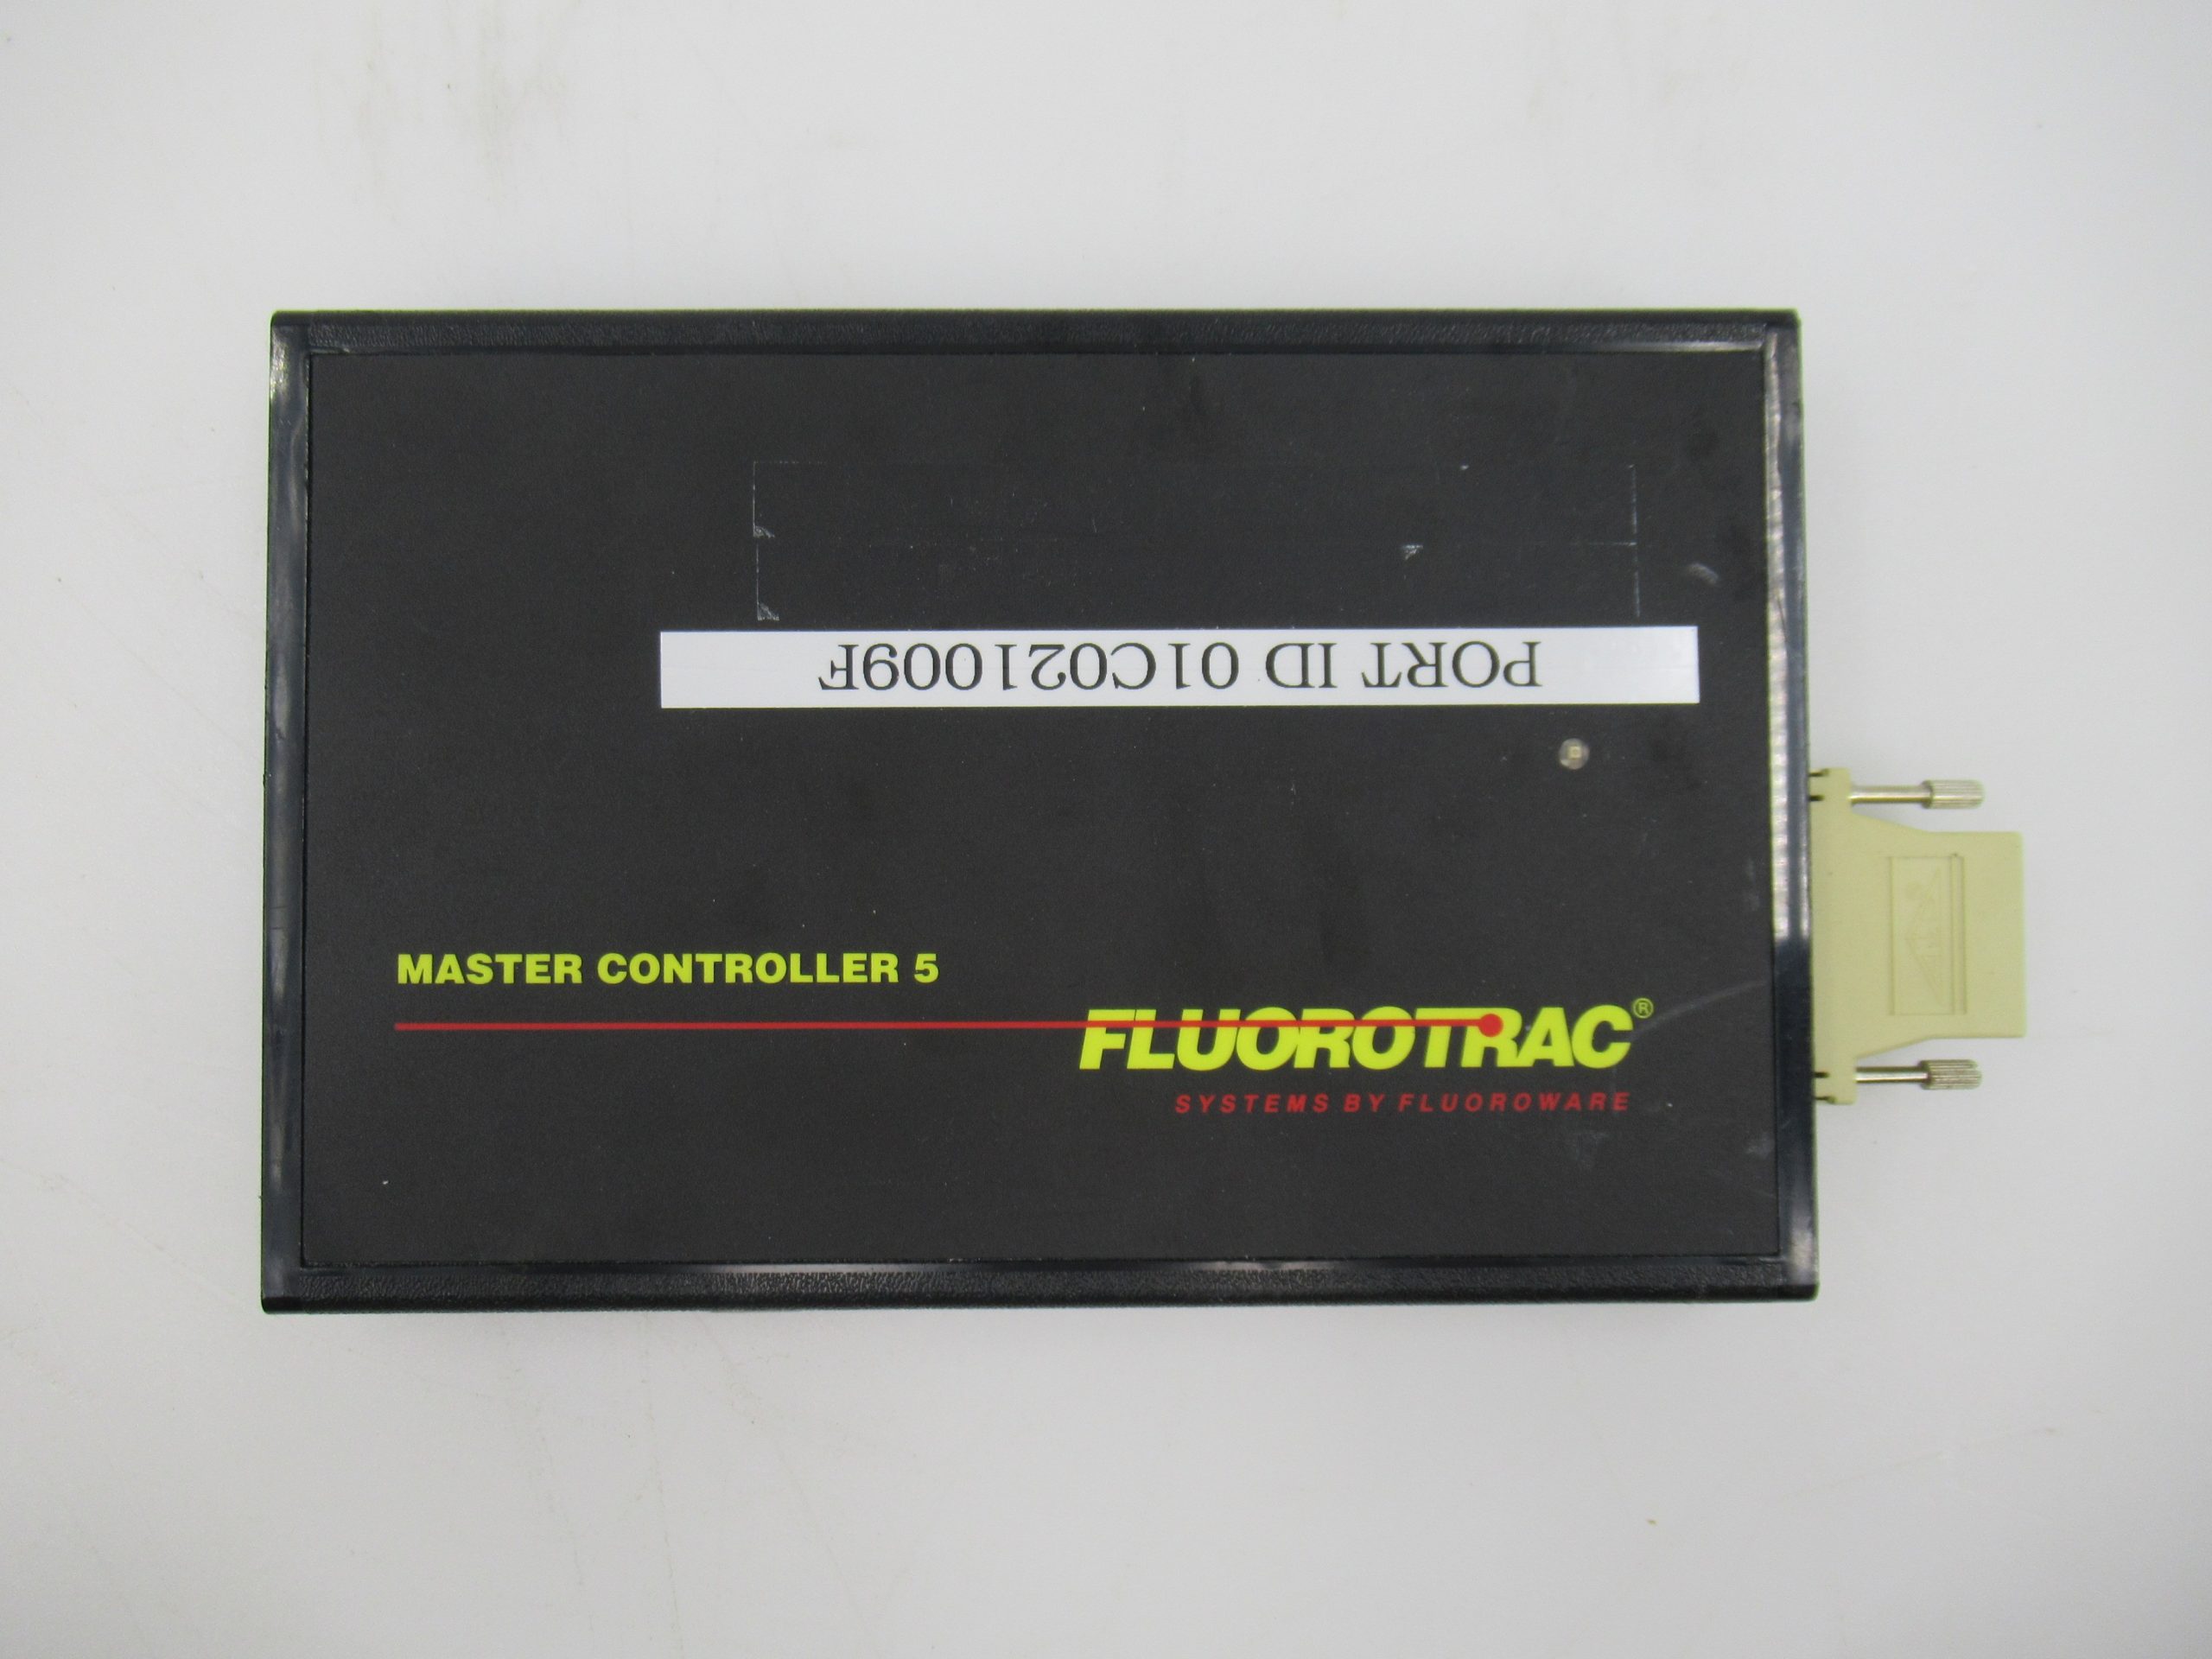 PORT ID 01C021009F
MASTER CONTROLLER 5
FLUOROTRAC®
SYSTEMS BY FLUOROWARE